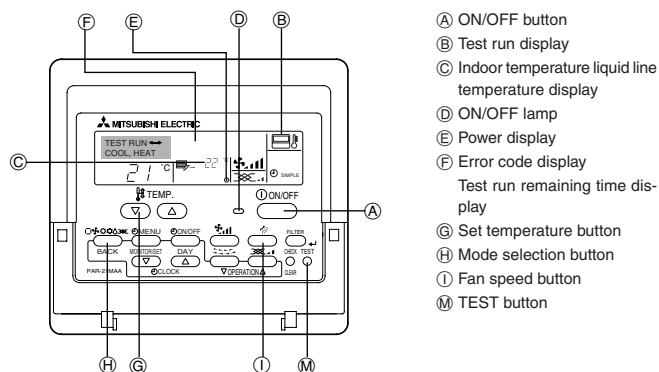 Ⓕ Ⓔ Ⓓ Ⓑ
MITSUBISHI ELECTRIC
TEST RUN
COOL, HEAT
21 °C
22 °C
SIMPLE
Ⓒ
TEMP.
ON/OFF
Ⓐ
MENU
ON/OFF
FILTER
BACK
MONITOR/SET
DAY
CHECK TEST
PAR-21MAA
CLOCK
OPERATION
CLEAR
Ⓗ Ⓖ Ⓘ Ⓜ
Ⓐ ON/OFF button
Ⓑ Test run display
Ⓒ Indoor temperature liquid line
temperature display
Ⓓ ON/OFF lamp
Ⓔ Power display
Ⓕ Error code display
Test run remaining time dis-
play
Ⓖ Set temperature button
Ⓗ Mode selection button
Ⓘ Fan speed button
Ⓜ TEST button